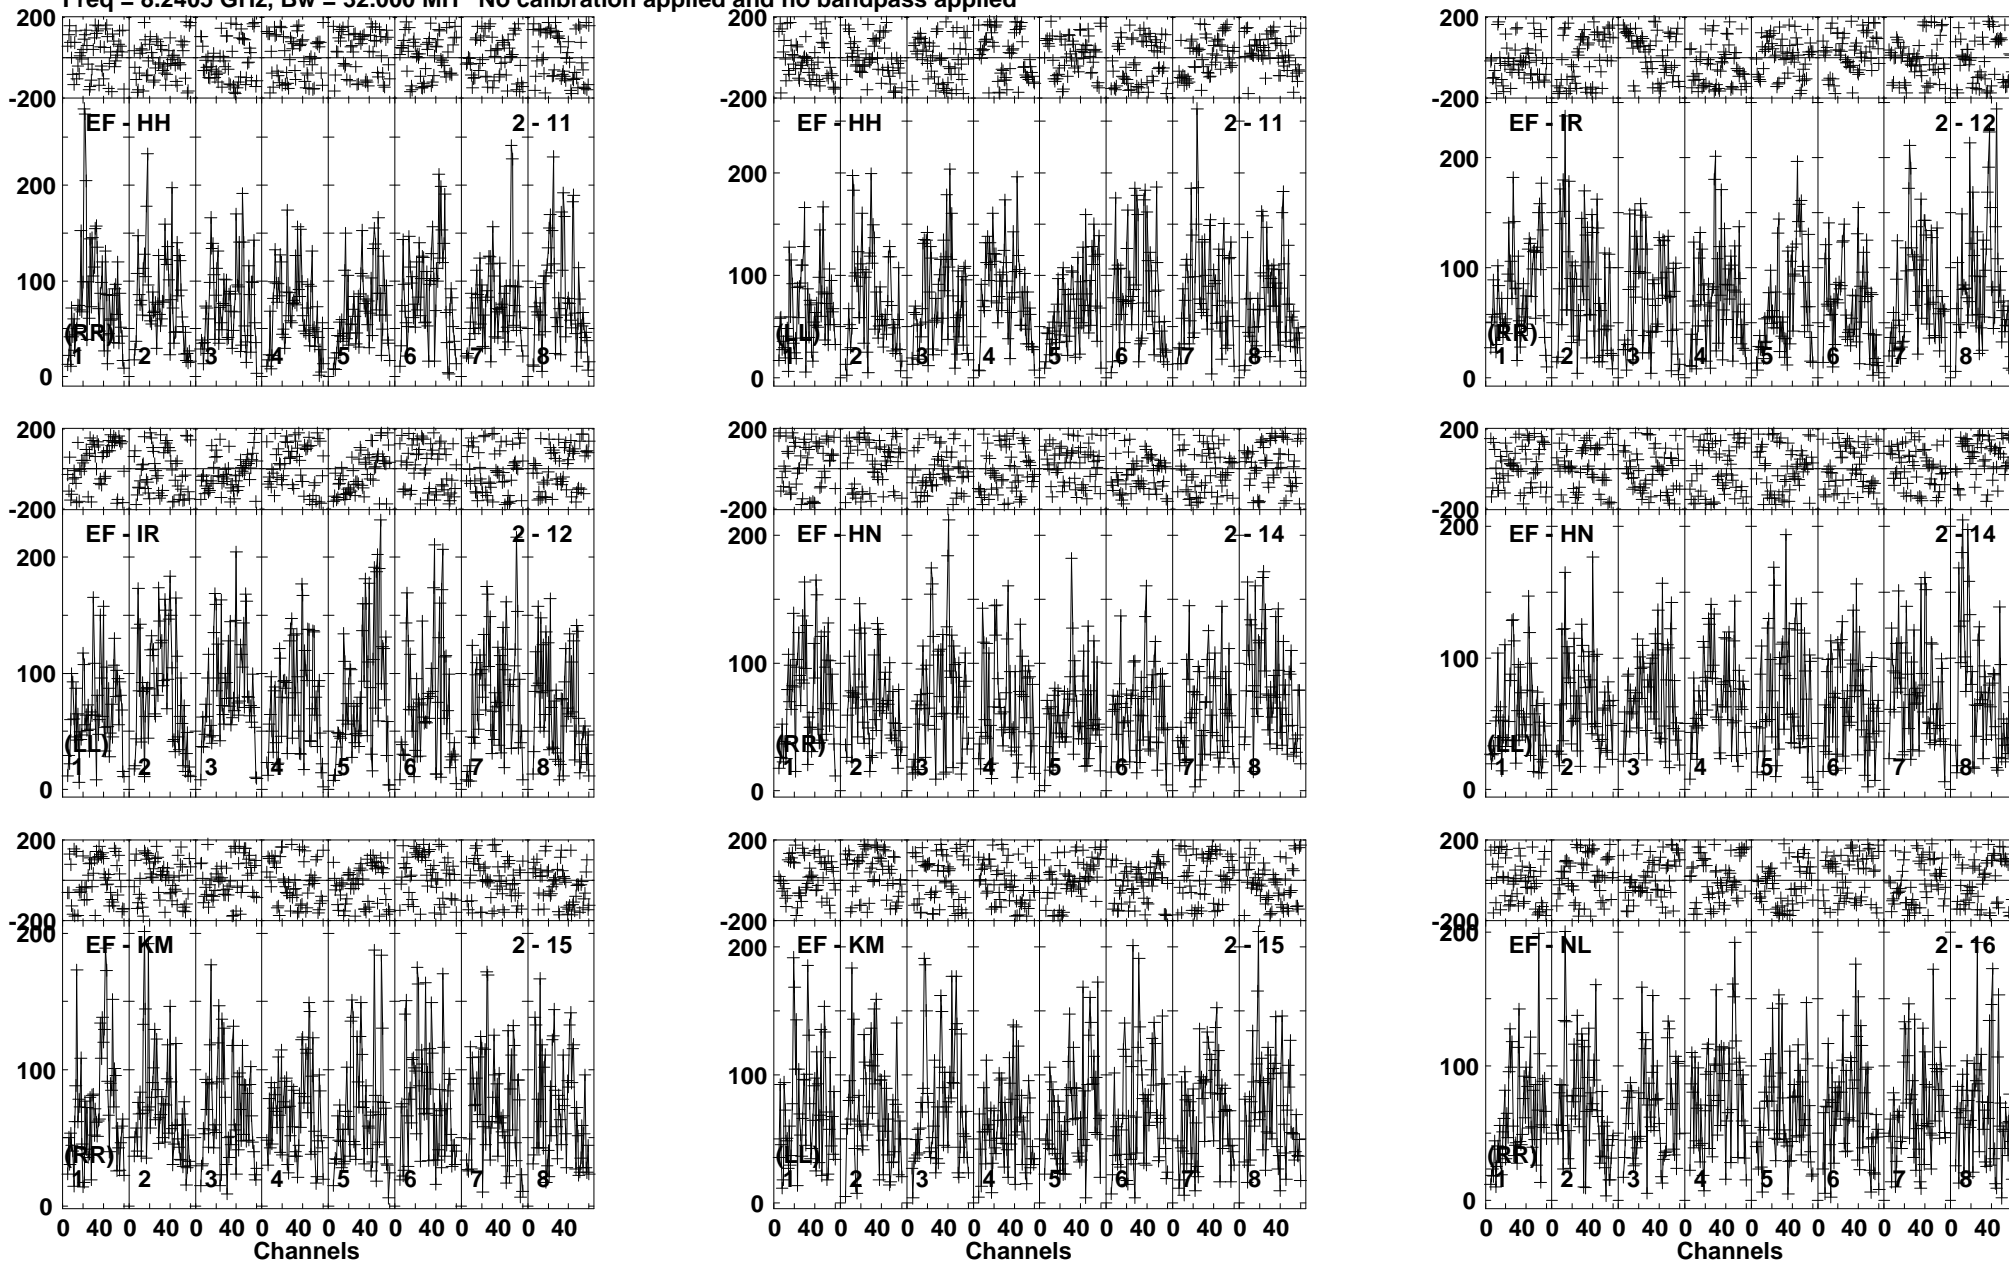 Freq = 8.2405 GHz, Bw = 32.000 MH No calibration applied and no bandpass applied
200 200 200
-200 -200 -200
EF - HH 2 - 11 EF - HH 2 - 11 EF - IR 2 - 12
200 200 200
100 100 100
(RR) (LL) (RR)
1 2 3 4 5 6 7 8 1 2 3 4 5 6 7 8 1 2 3 4 5 6 7 8
0 0 0
200 200 200
-200 -200 -200
EF - IR 2 - 12 EF - HN 2 - 14 EF - HN 2 - 14
200 200 200
100 100 100
(LL) (RR) (LL)
1 2 3 4 5 6 7 8 1 2 3 4 5 6 7 8 1 2 3 4 5 6 7 8
0 0 0
200 200 200
-200 -200 -200
200 200 200
EF - KM 2 - 15 EF - KM 2 - 15 EF - NL 2 - 16
100 100 100
(RR) (LL) (RR)
1 2 3 4 5 6 7 8 1 2 3 4 5 6 7 8 1 2 3 4 5 6 7 8
0 0 0
0 40 0 40 0 40 0 40 0 40 0 40 0 40 0 40 0 40 0 40 0 40 0 40 0 40 0 40 0 40 0 40 0 40 0 40 0 40 0 40 0 40 0 40 0 40 0 40
Channels Channels Channels